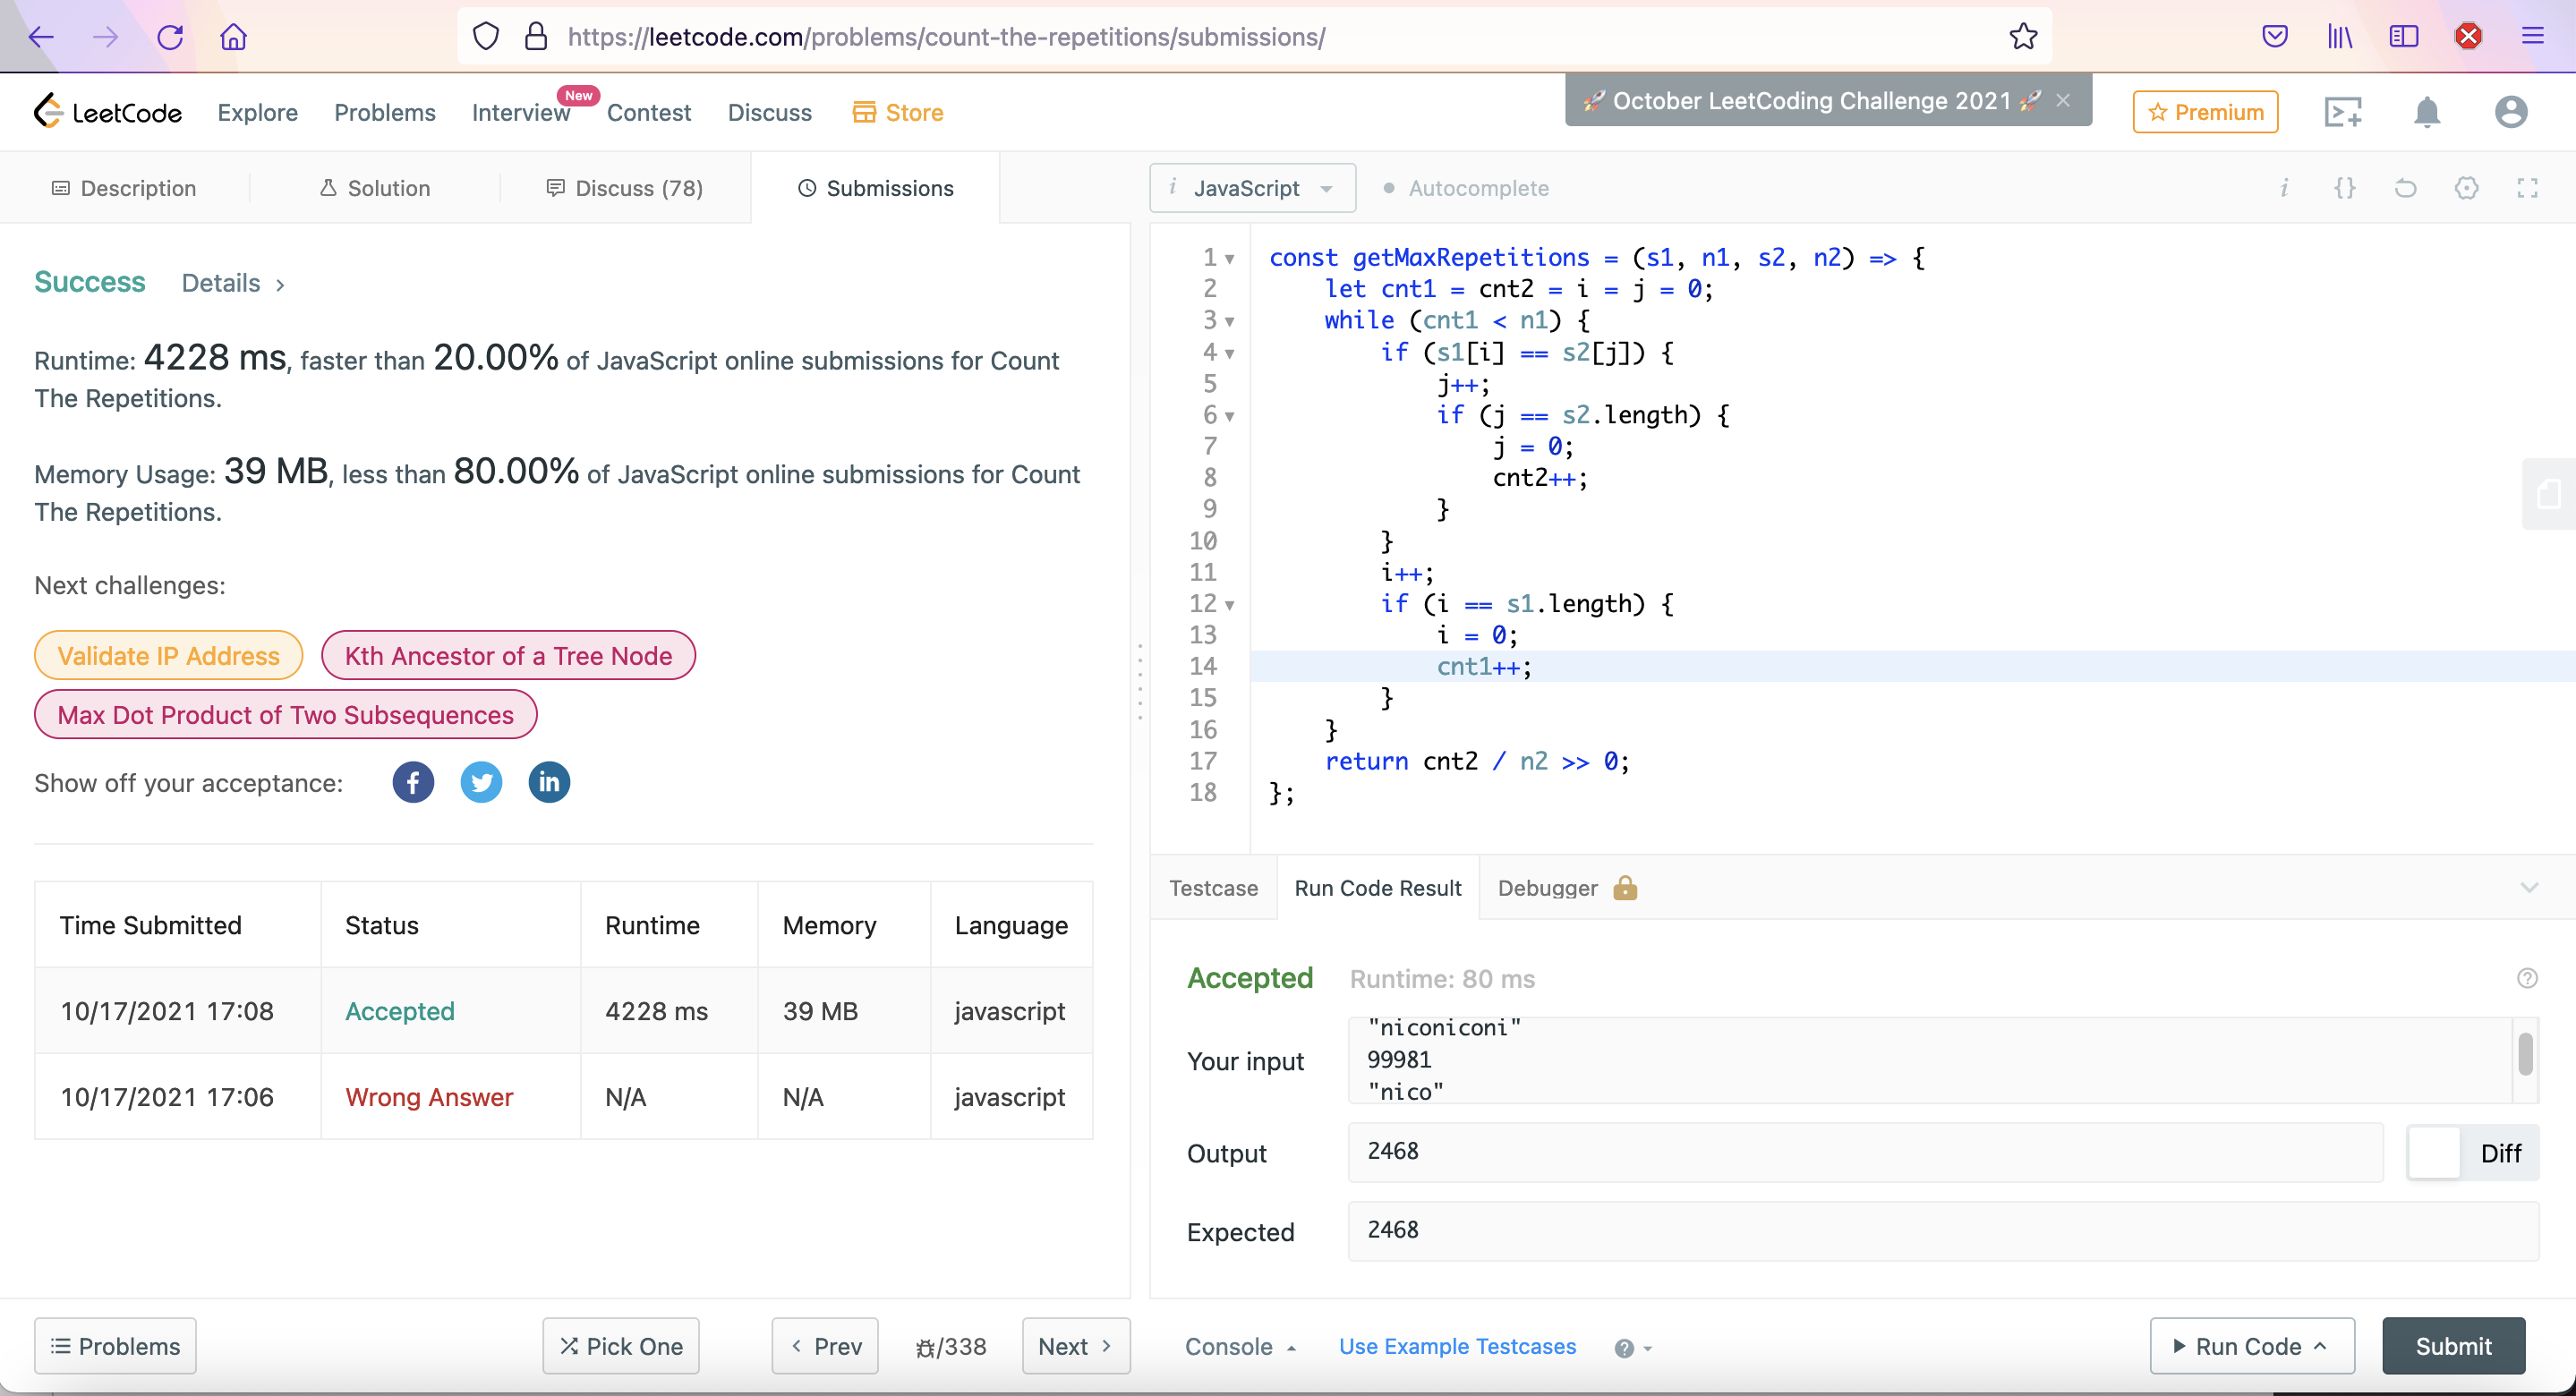 https://leetcode.com/problems/count-the-repetitions/submissions/
LeetCode
Explore
Problems
Interview
New
Contest
Discuss
Store
🚀 October LeetCoding Challenge 2021 🚀
Premium
Description
Solution
Discuss (78)
Submissions
Success
Details
Runtime: 4228 ms, faster than 20.00% of JavaScript online submissions for Count
The Repetitions.
Memory Usage: 39 MB, less than 80.00% of JavaScript online submissions for Count
The Repetitions.
Next challenges:
Validate IP Address
Kth Ancestor of a Tree Node
Max Dot Product of Two Subsequences
Show off your acceptance:
Time Submitted Status Runtime Memory Language
10/17/2021 17:08 Accepted 4228 ms 39 MB javascript
10/17/2021 17:06 Wrong Answer N/A N/A javascript
Problems
Pick One
Prev
/338
Next
i JavaScript
Autocomplete
i {}
1 const getMaxRepetitions = (s1, n1, s2, n2) => {
2     let cnt1 = cnt2 = i = j = 0;
3     while (cnt1 < n1) {
4         if (s1[i] == s2[j]) {
5             j++;
6             if (j == s2.length) {
7                 j = 0;
8                 cnt2++;
9             }
10         }
11         i++;
12         if (i == s1.length) {
13             i = 0;
14             cnt1++;
15         }
16     }
17     return cnt2 / n2 >> 0;
18 };
Testcase
Run Code Result
Debugger
Accepted
Runtime: 80 ms
Your input
"niconiconi"
99981
"nico"
Output
2468
Diff
Expected
2468
Console
Use Example Testcases
Run Code
Submit